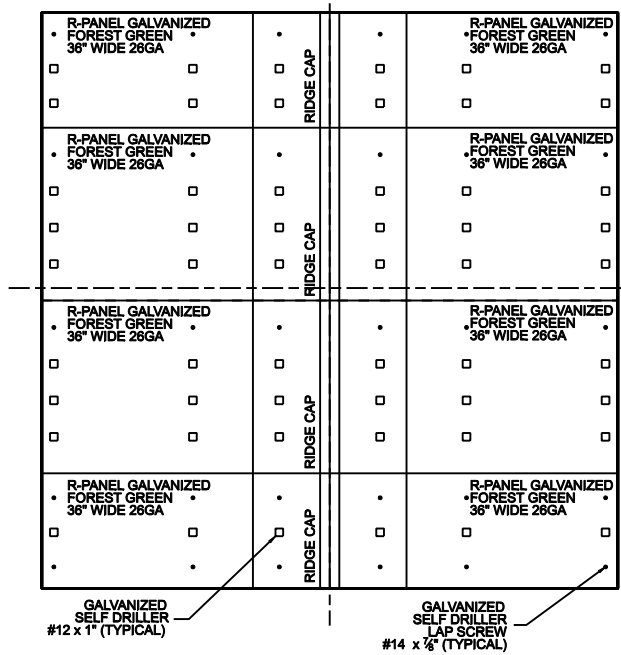 R-PANEL GALVANIZED
FOREST GREEN
36" WIDE 26GA
RIDGE CAP
R-PANEL GALVANIZED
FOREST GREEN
36" WIDE 26GA
R-PANEL GALVANIZED
FOREST GREEN
36" WIDE 26GA
RIDGE CAP
R-PANEL GALVANIZED
FOREST GREEN
36" WIDE 26GA
R-PANEL GALVANIZED
FOREST GREEN
36" WIDE 26GA
RIDGE CAP
R-PANEL GALVANIZED
FOREST GREEN
36" WIDE 26GA
R-PANEL GALVANIZED
FOREST GREEN
36" WIDE 26GA
RIDGE CAP
R-PANEL GALVANIZED
FOREST GREEN
36" WIDE 26GA
GALVANIZED
SELF DRILLER
#12 x 1" (TYPICAL)
GALVANIZED
SELF DRILLER
LAP SCREW
#14 x ⅞" (TYPICAL)